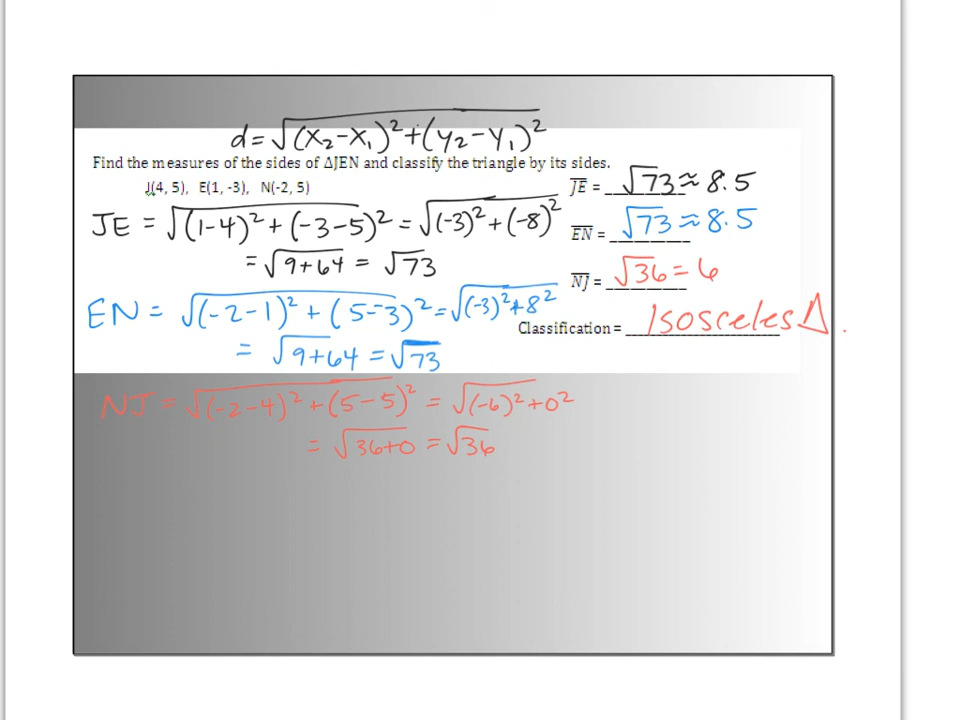 d = √(x₂-x₁)² + (y₂-y₁)²
Find the measures of the sides of ΔJEN and classify the triangle by its sides.
J(4, 5), E(1, -3), N(-2, 5)
JE = √73 ≈ 8.5
JE = √(1-4)² + (-3-5)² = √(-3)² + (-8)²
EN = √73 ≈ 8.5
= √9+64 = √73
NJ = √36 = 6
EN = √(-2-1)² + (5--3)² = √(-3)² + 8²
Classification = Isosceles Δ.
= √9+64 = √73
NJ = √(-2-4)² + (5-5)² = √(-6)² + 0²
= √36+0 = √36